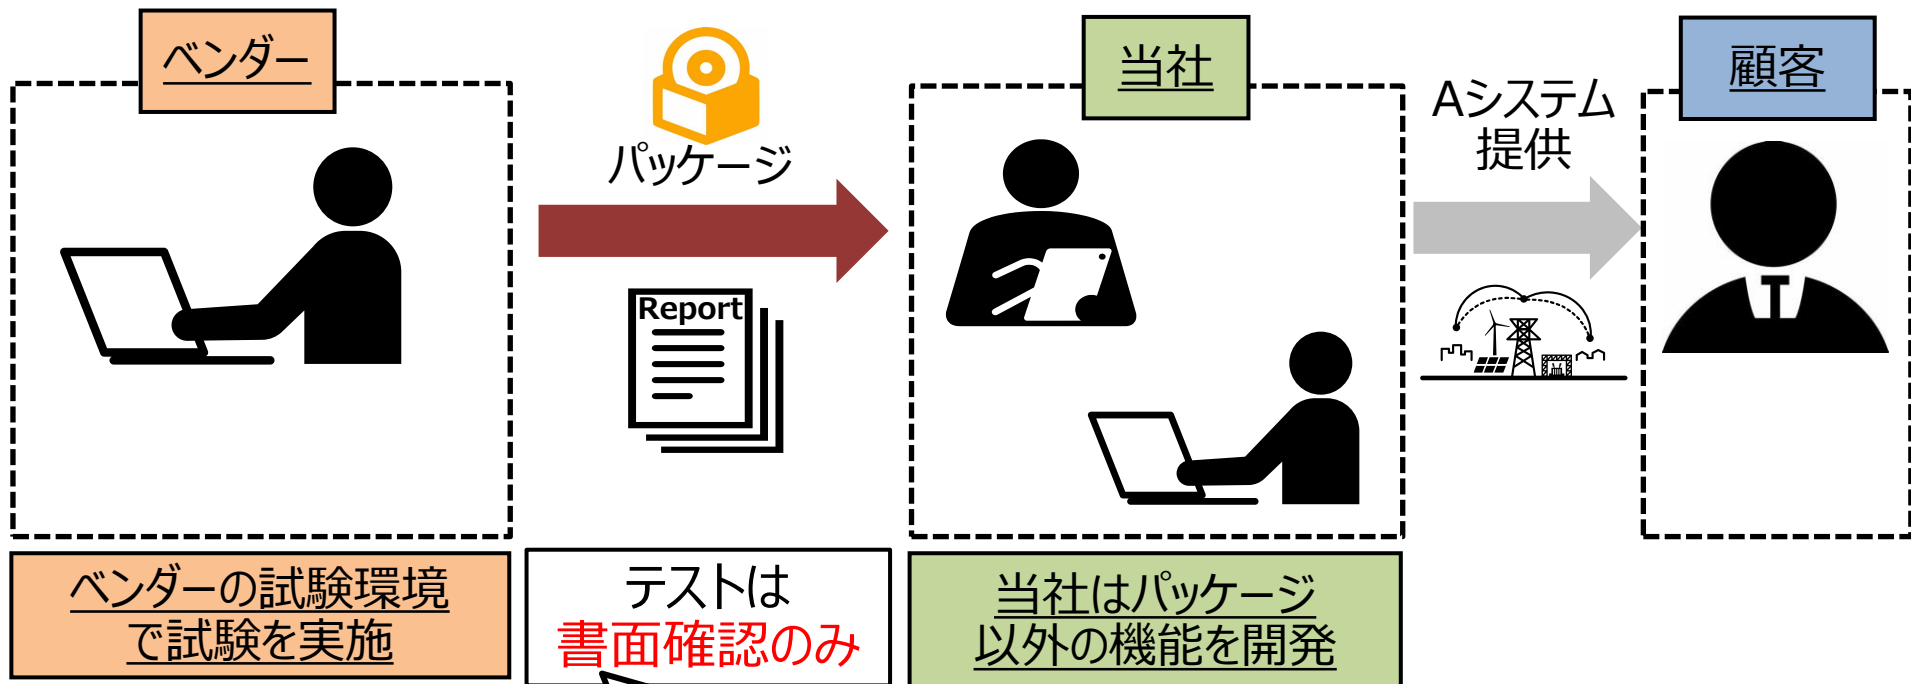 ベンダー
パッケージ
Report
当社
Aシステム
提供
顧客
ベンダーの試験環境
で試験を実施
テストは
書面確認のみ
当社はパッケージ
以外の機能を開発